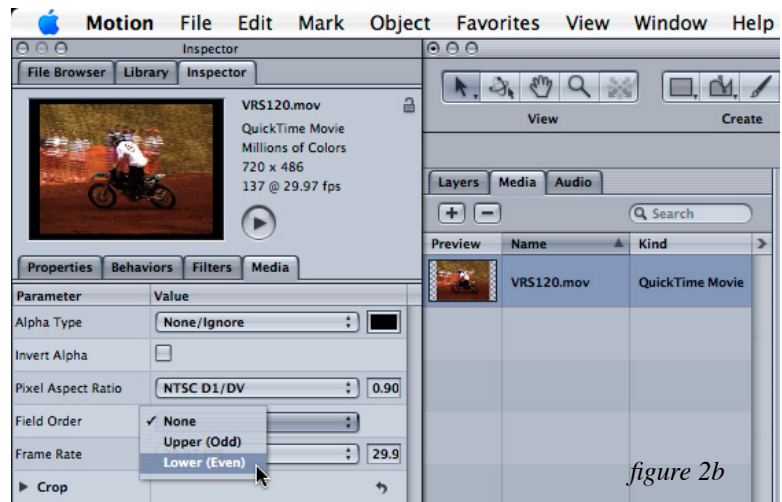 Motion File Edit Mark Object Favorites View Window Help
Inspector
File Browser Library Inspector
VRS120.mov
QuickTime Movie
Millions of Colors
720 x 486
137 @ 29.97 fps
Properties Behaviors Filters Media
Parameter Value
Alpha Type None/Ignore
Invert Alpha
Pixel Aspect Ratio NTSC D1/DV 0.90
Field Order None
Upper (Odd)
Frame Rate 29.9
Lower (Even)
Crop
View Create
Layers Media Audio
Search
Preview Name Kind
VRS120.mov QuickTime Movie
figure 2b